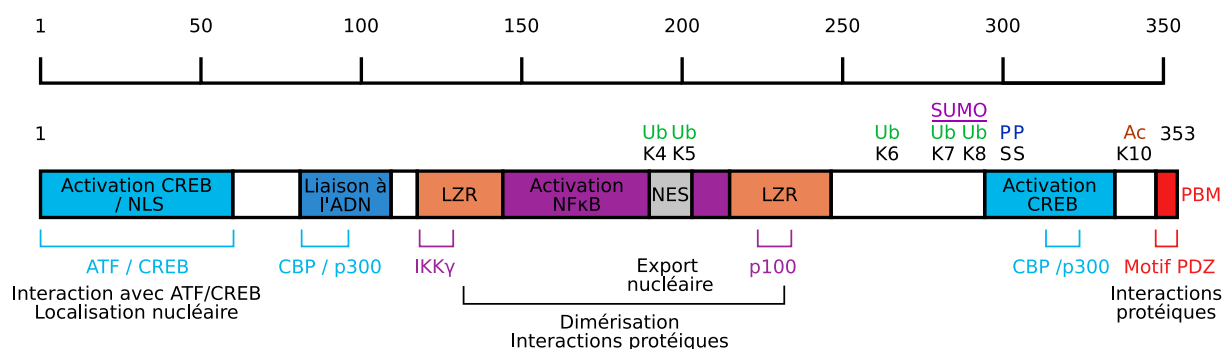 1 50 100 150 200 250 300 350
SUMO
1 Ub Ub Ub Ub Ub P P Ac 353
K4 K5 K6 K7 K8 S S K10
Activation CREB / NLS
Liaison à l'ADN
LZR
Activation NFκB
NES
LZR
Activation CREB
PBM
ATF / CREB
CBP / p300
IKKγ
Export nucléaire
p100
CBP /p300
Motif PDZ
Interaction avec ATF/CREB
Localisation nucléaire
Interactions protéiques
Dimérisation
Interactions protéiques